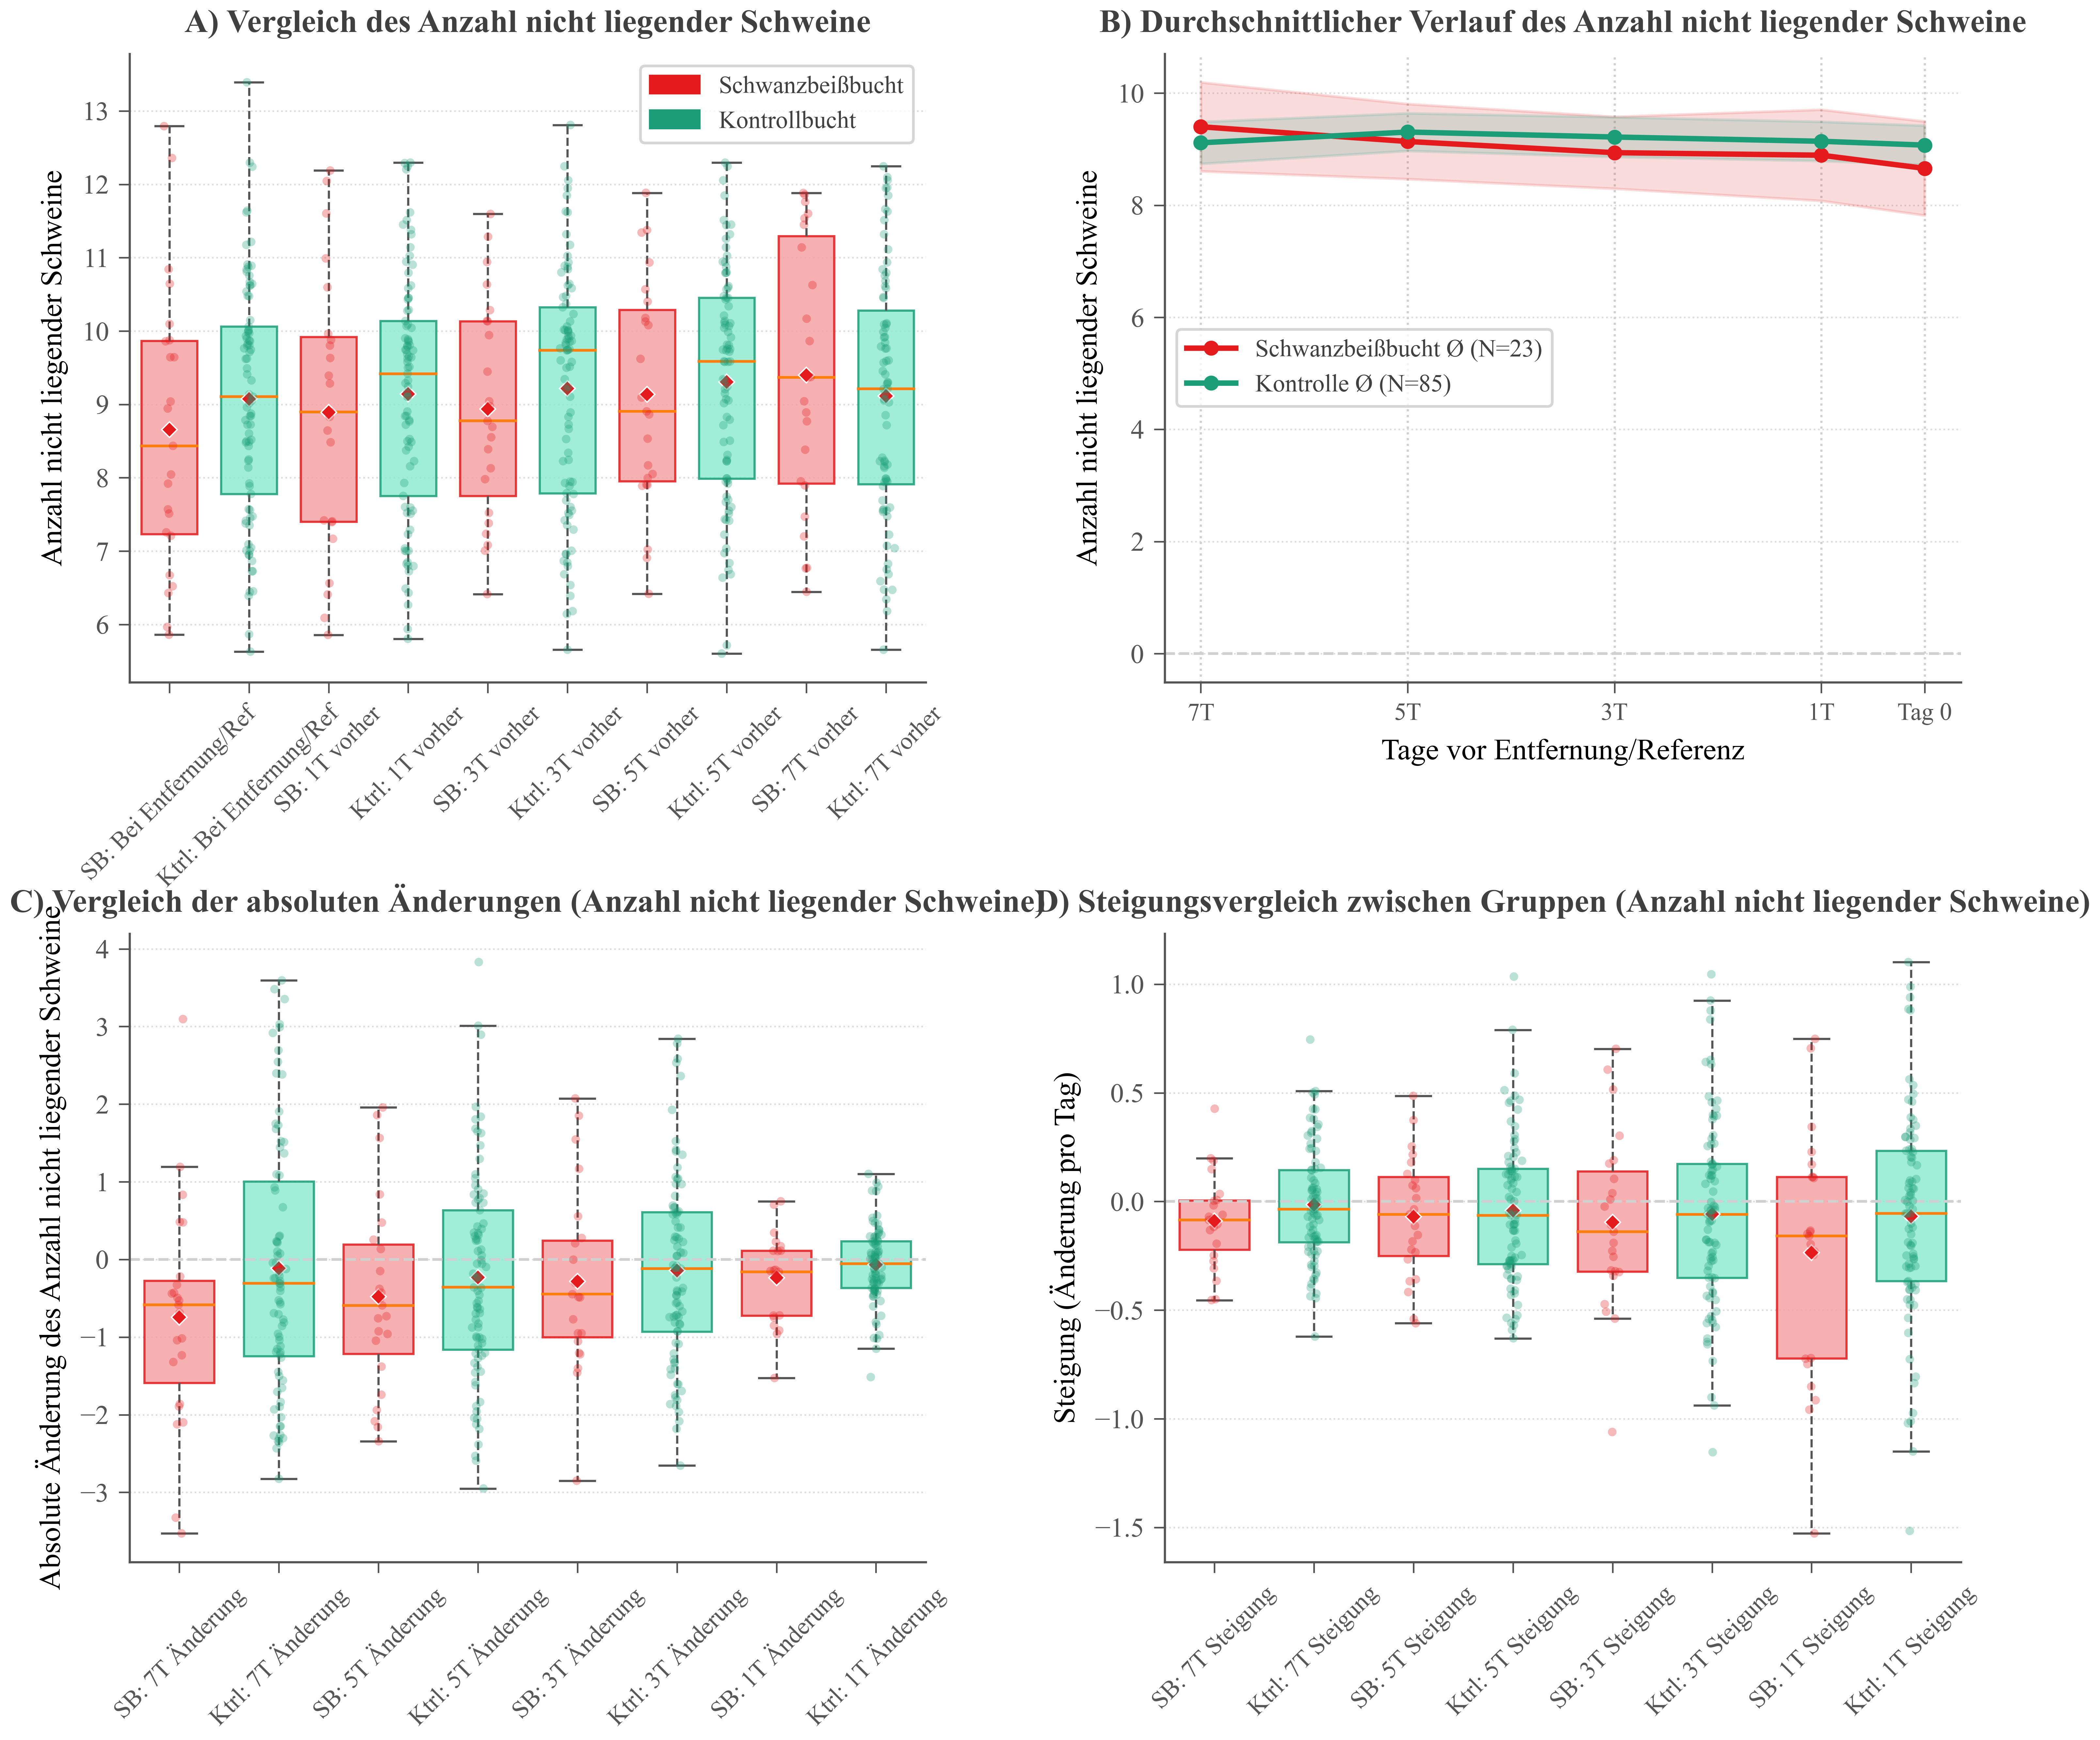 A) Vergleich des Anzahl nicht liegender Schweine
Anzahl nicht liegender Schweine
13
12
11
10
9
8
7
6
Schwanzbeißbucht
Kontrollbucht
SB: Bei Entfernung/Ref
Ktrl: Bei Entfernung/Ref
SB: 1T vorher
Ktrl: 1T vorher
SB: 3T vorher
Ktrl: 3T vorher
SB: 5T vorher
Ktrl: 5T vorher
SB: 7T vorher
Ktrl: 7T vorher
B) Durchschnittlicher Verlauf des Anzahl nicht liegender Schweine
Anzahl nicht liegender Schweine
10
8
6
4
2
0
Schwanzbeißbucht Ø (N=23)
Kontrolle Ø (N=85)
7T
5T
3T
1T
Tag 0
Tage vor Entfernung/Referenz
C) Vergleich der absoluten Änderungen (Anzahl nicht liegender Schweine)
Absolute Änderung des Anzahl nicht liegender Schweine
4
3
2
1
0
−1
−2
−3
SB: 7T Änderung
Ktrl: 7T Änderung
SB: 5T Änderung
Ktrl: 5T Änderung
SB: 3T Änderung
Ktrl: 3T Änderung
SB: 1T Änderung
Ktrl: 1T Änderung
D) Steigungsvergleich zwischen Gruppen (Anzahl nicht liegender Schweine)
Steigung (Änderung pro Tag)
1.0
0.5
0.0
−0.5
−1.0
−1.5
SB: 7T Steigung
Ktrl: 7T Steigung
SB: 5T Steigung
Ktrl: 5T Steigung
SB: 3T Steigung
Ktrl: 3T Steigung
SB: 1T Steigung
Ktrl: 1T Steigung